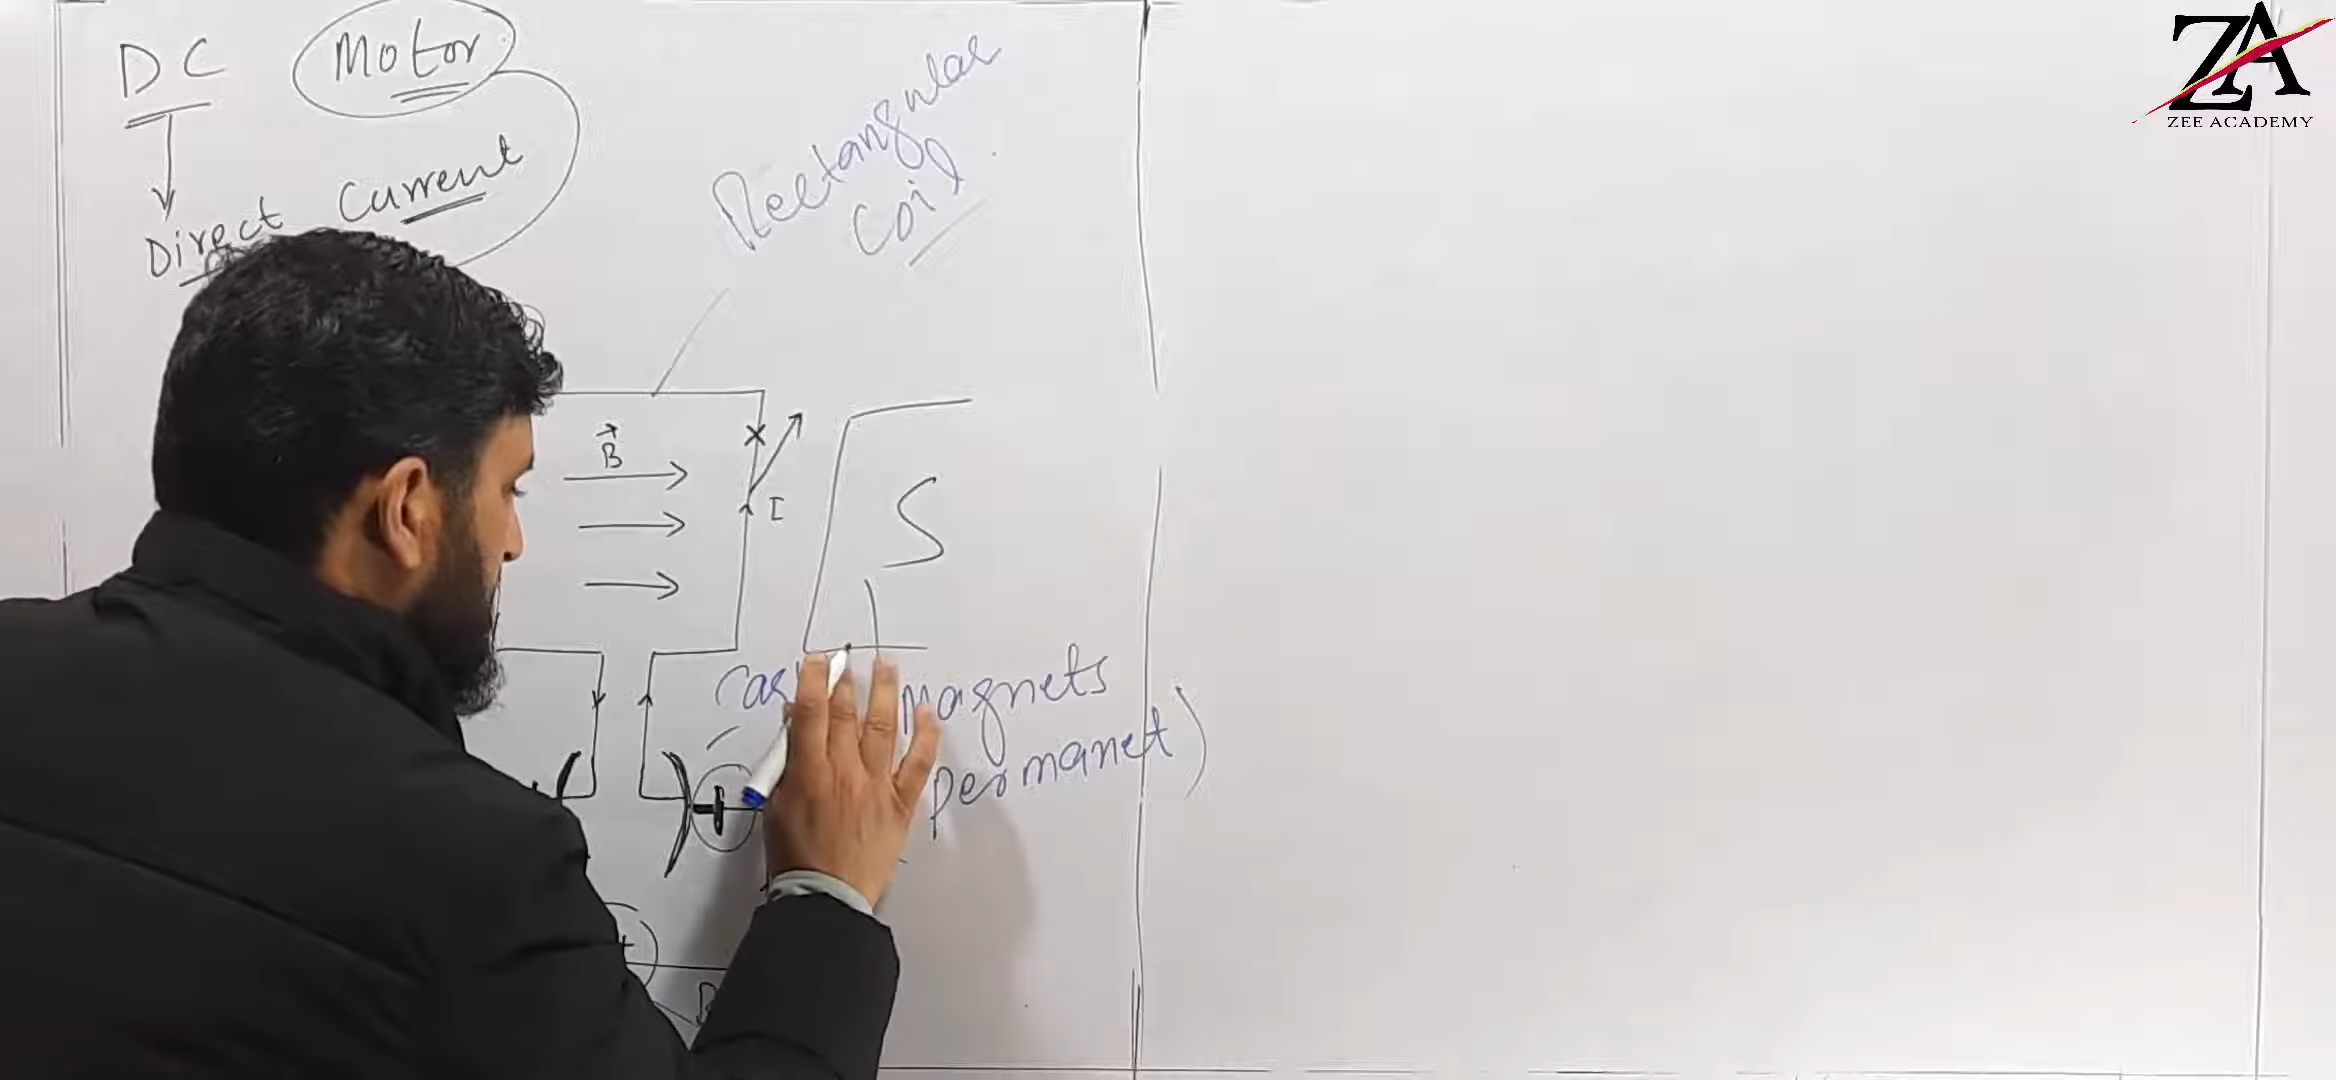 DC Motor
Direct Current
Rectangular
Coil
B
I
S
magnets
Permanet)
ZA
ZEE ACADEMY